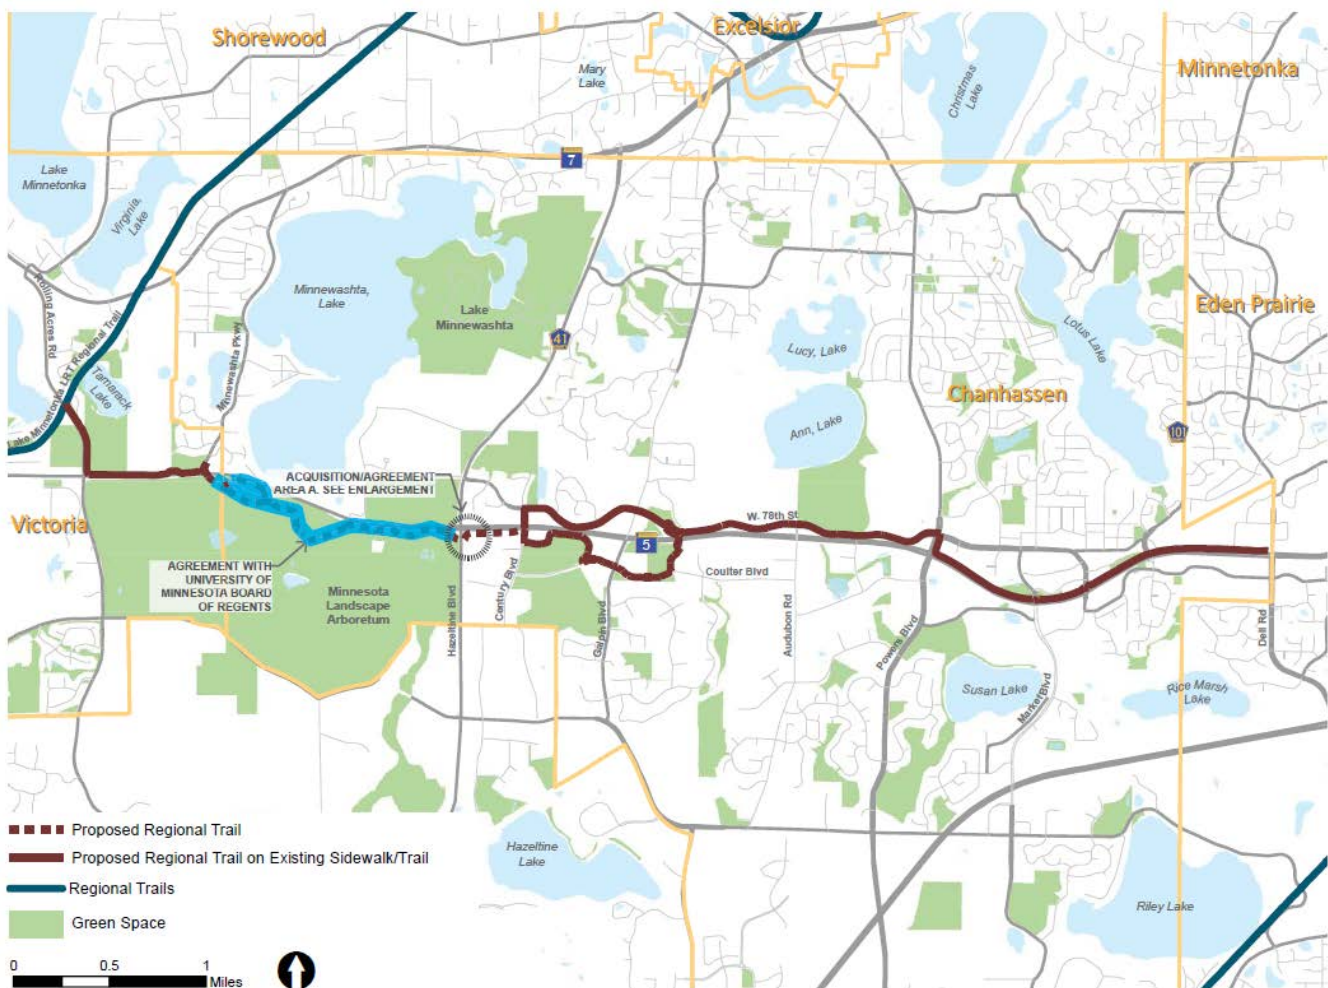 Shorewood
Excelsior
Minnetonka
Mary
Lake
Christmas
Lake
7
Lake
Minnetonka
Virginia,
Lake
Minnewashta,
Lake
Lake
Minnewashta
41
Rolling Acres Rd
Lake Minnetonka LRT Regional Trail
Tamarack
Lake
Minnewashta Pkwy
Lucy, Lake
Ann, Lake
Lotus Lake
Eden Prairie
Chanhassen
101
ACQUISITION/AGREEMENT
AREA A. SEE ENLARGEMENT
Victoria
W. 78th St
5
AGREEMENT WITH
UNIVERSITY OF
MINNESOTA BOARD
OF REGENTS
Minnesota
Landscape
Arboretum
Hazeltine Blvd
Century Blvd
Galpin Blvd
Coulter Blvd
Audubon Rd
Powers Blvd
Dell Rd
Susan Lake
Market Blvd
Rice Marsh
Lake
Hazeltine
Lake
Riley Lake
Proposed Regional Trail
Proposed Regional Trail on Existing Sidewalk/Trail
Regional Trails
Green Space
0 0.5 1
Miles